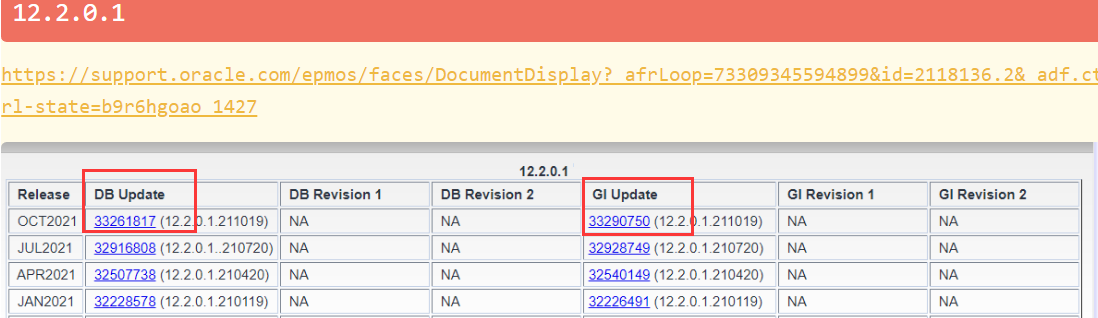 12.2.0.1
https://support.oracle.com/epmos/faces/DocumentDisplay?_afrLoop=73309345594899&id=2118136.2&_adf.ct
rl-state=b9r6hgoao_1427
12.2.0.1
Release DB Update DB Revision 1 DB Revision 2 GI Update GI Revision 1 GI Revision 2
OCT2021 33261817 (12.2.0.1.211019) NA NA 33290750 (12.2.0.1.211019) NA NA
JUL2021 32916808 (12.2.0.1..210720) NA NA 32928749 (12.2.0.1.210720) NA NA
APR2021 32507738 (12.2.0.1.210420) NA NA 32540149 (12.2.0.1.210420) NA NA
JAN2021 32228578 (12.2.0.1.210119) NA NA 32226491 (12.2.0.1.210119) NA NA